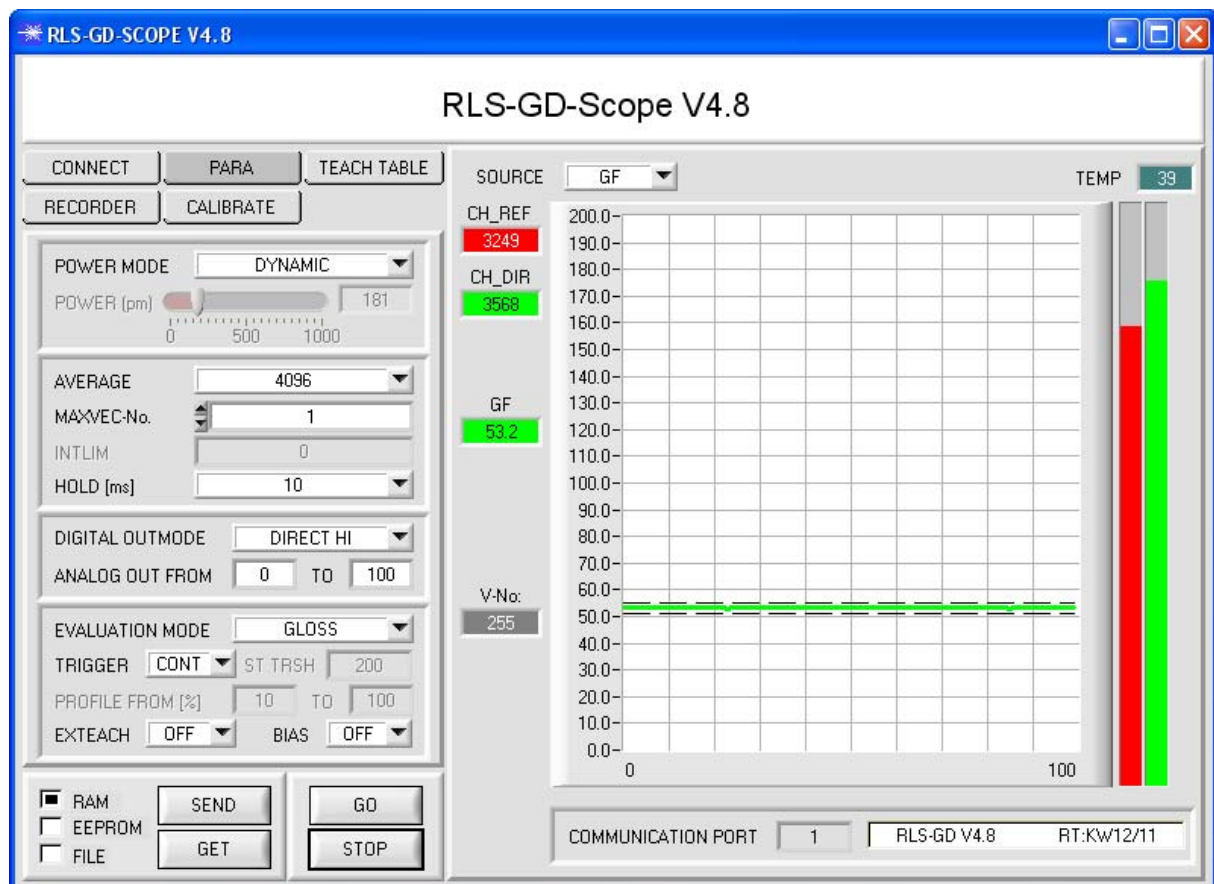 RLS-GD-SCOPE V4.8
RLS-GD-Scope V4.8
CONNECT PARA TEACH TABLE
RECORDER CALIBRATE
POWER MODE DYNAMIC
POWER (pm) 181
0 500 1000
AVERAGE 4096
MAXVEC-No. 1
INTLIM 0
HOLD [ms] 10
DIGITAL OUTMODE DIRECT HI
ANALOG OUT FROM 0 TO 100
EVALUATION MODE GLOSS
TRIGGER CONT ST TRSH 200
PROFILE FROM [%] 10 TO 100
EXTEACH OFF BIAS OFF
RAM
EEPROM
FILE
SEND
GET
GO
STOP
SOURCE GF
TEMP 39
CH_REF
3249
CH_DIR
3568
GF
53.2
V-No:
255
200.0
190.0
180.0
170.0
160.0
150.0
140.0
130.0
120.0
110.0
100.0
90.0
80.0
70.0
60.0
50.0
40.0
30.0
20.0
10.0
0.0
0 100
COMMUNICATION PORT 1 RLS-GD V4.8 RT:KW12/11